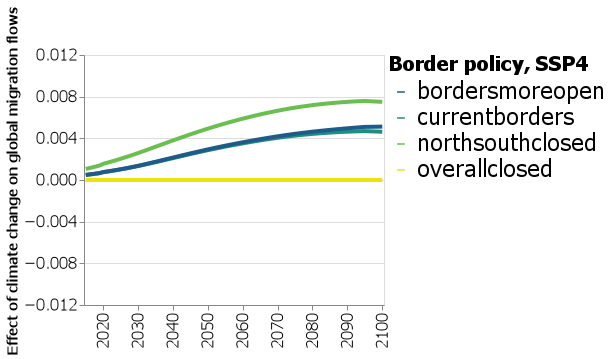 Effect of climate change on global migration flows
0.012
0.008
0.004
0.000
−0.004
−0.008
−0.012
2020
2030
2040
2050
2060
2070
2080
2090
2100
Border policy, SSP4
bordersmoreopen
currentborders
northsouthclosed
overallclosed